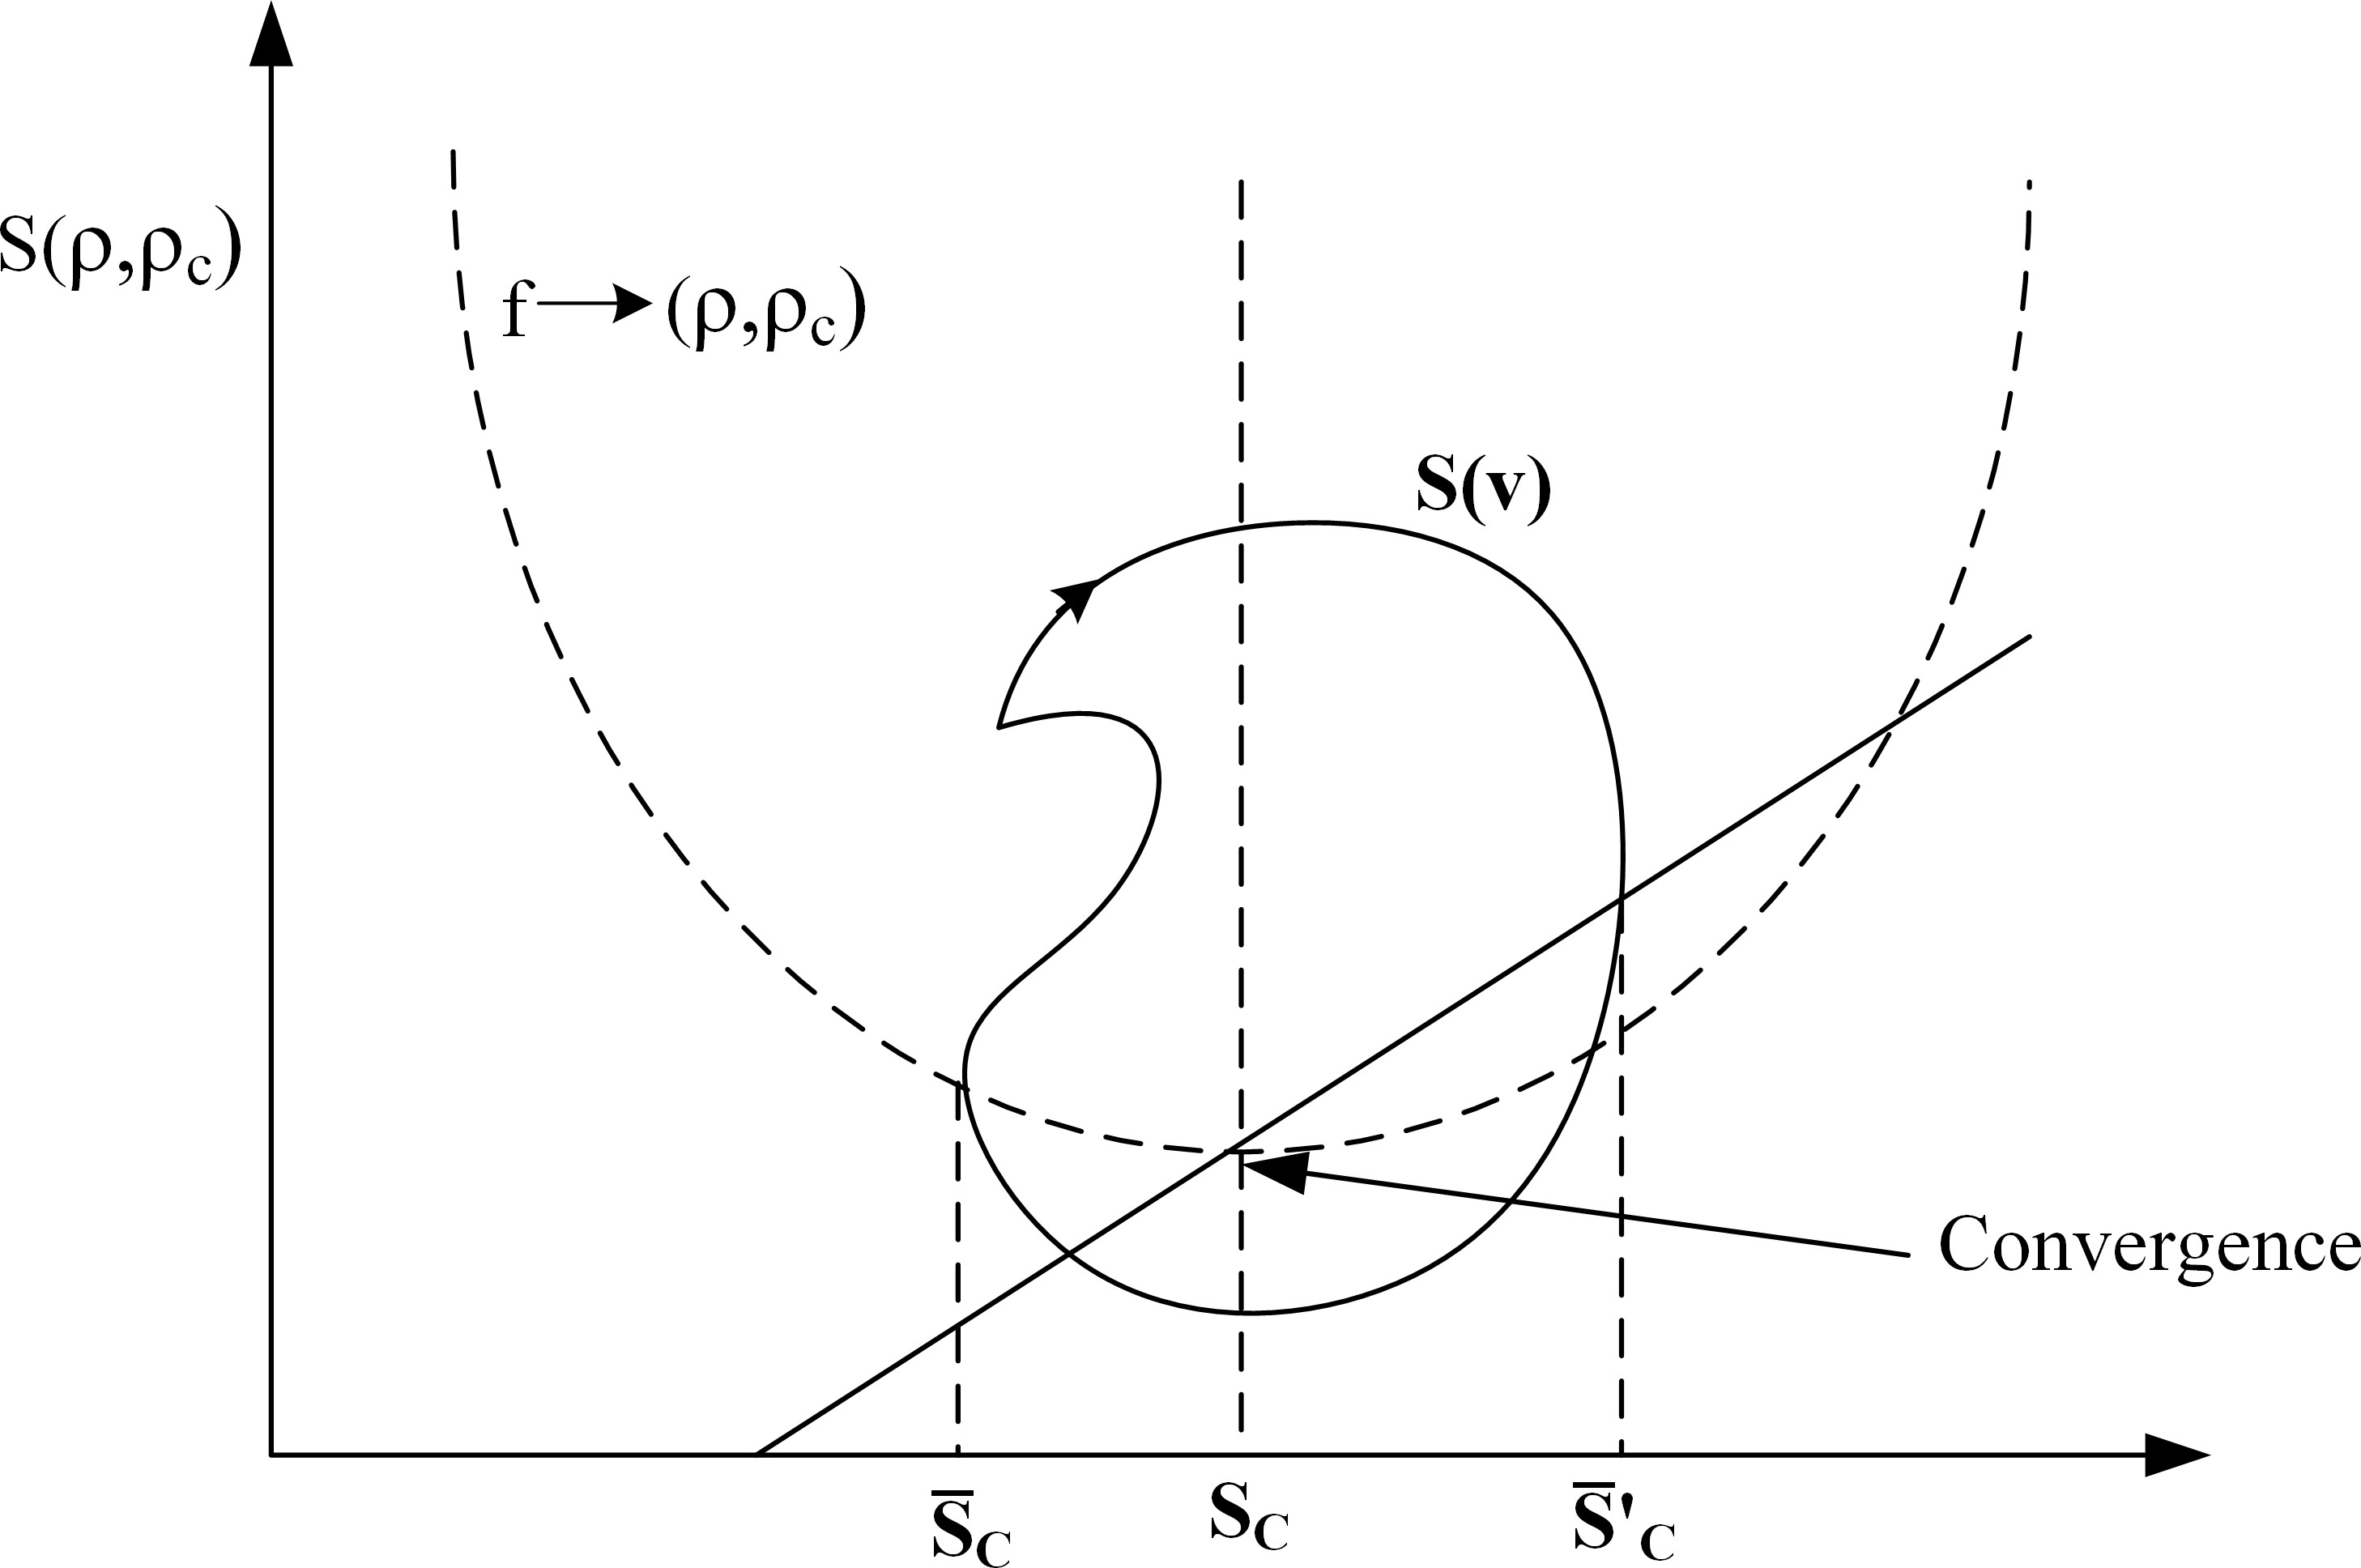 S(ρ,ρc)
f → (ρ,ρc)
S(v)
Convergence
S̅C
SC
S̅'C